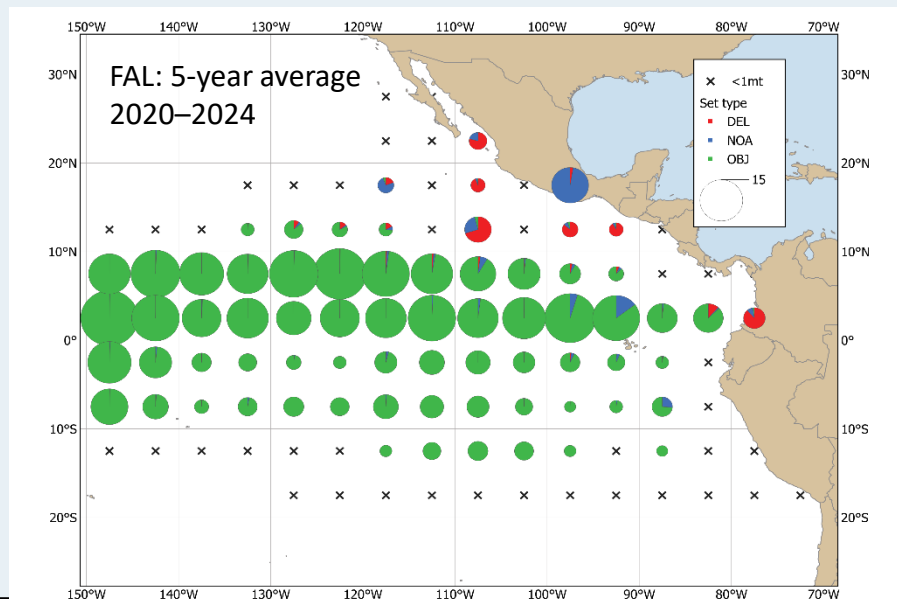 150°W 140°W 130°W 120°W 110°W 100°W 90°W 80°W 70°W
30°N 30°N
FAL: 5-year average
2020–2024
<1mt
Set type
DEL
NOA
OBJ
15
20°N 20°N
10°N 10°N
0° 0°
10°S 10°S
20°S 20°S
150°W 140°W 130°W 120°W 110°W 100°W 90°W 80°W 70°W